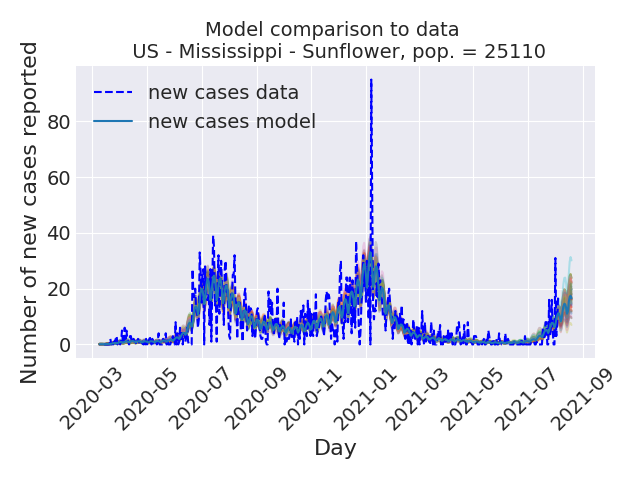 Model comparison to data
US - Mississippi - Sunflower, pop. = 25110
new cases data
new cases model
Number of new cases reported
80
60
40
20
0
2020-03
2020-05
2020-07
2020-09
2020-11
2021-01
2021-03
2021-05
2021-07
2021-09
Day